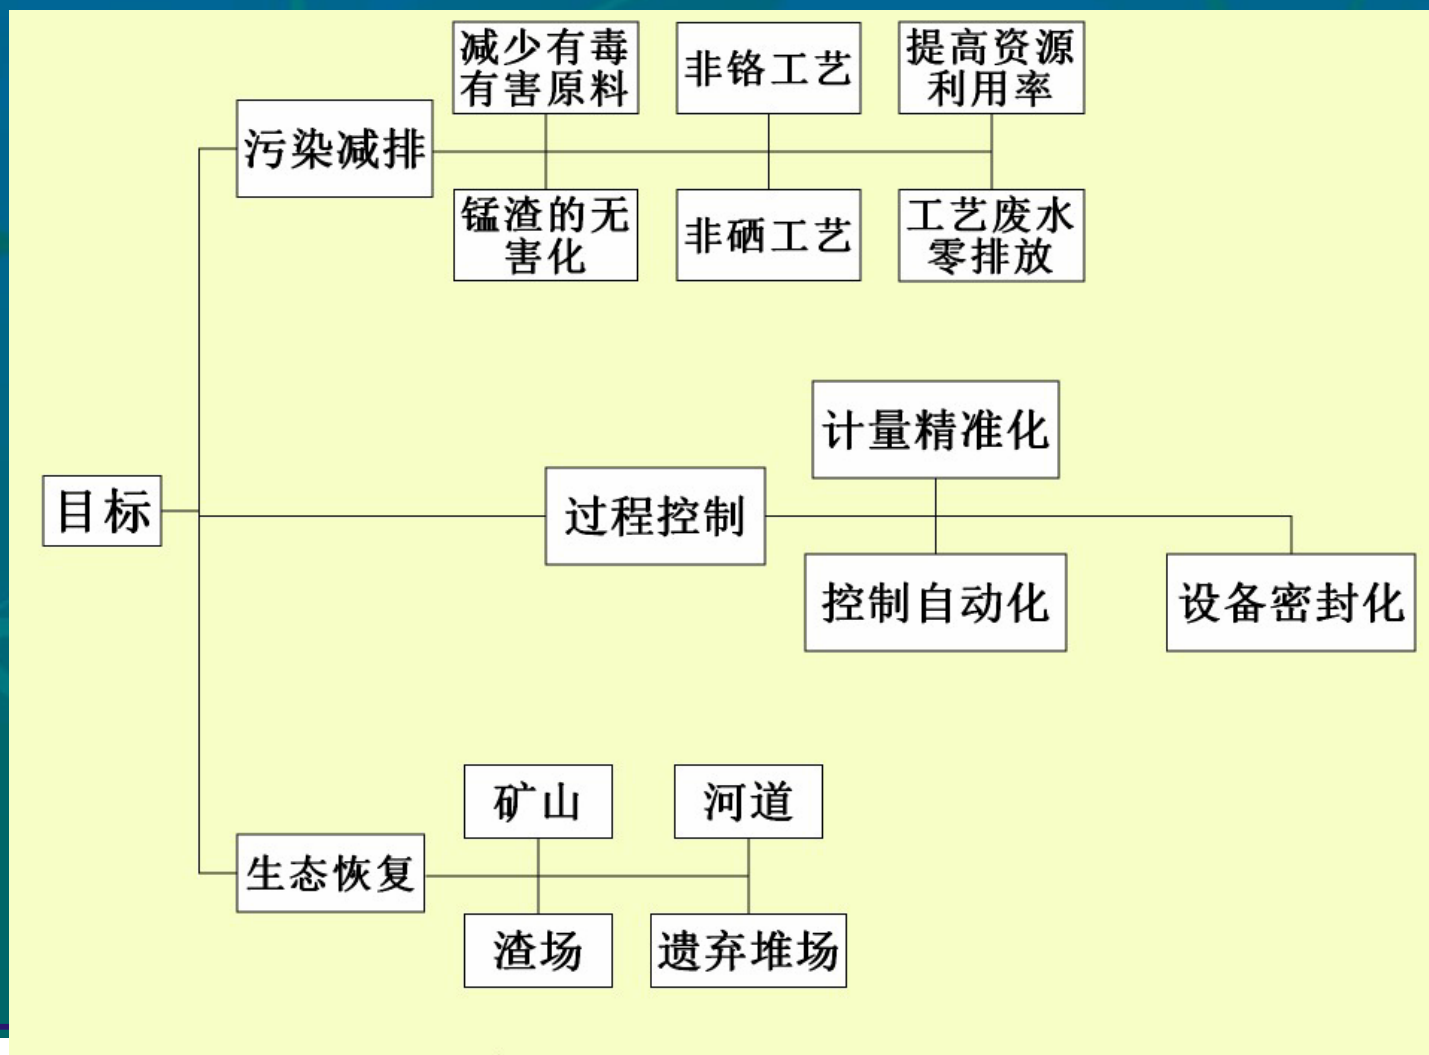 减少有毒
有害原料
非铬工艺
提高资源
利用率
污染减排
锰渣的无
害化
非硒工艺
工艺废水
零排放
计量精准化
目标
过程控制
控制自动化
设备密封化
矿山
河道
生态恢复
渣场
遗弃堆场